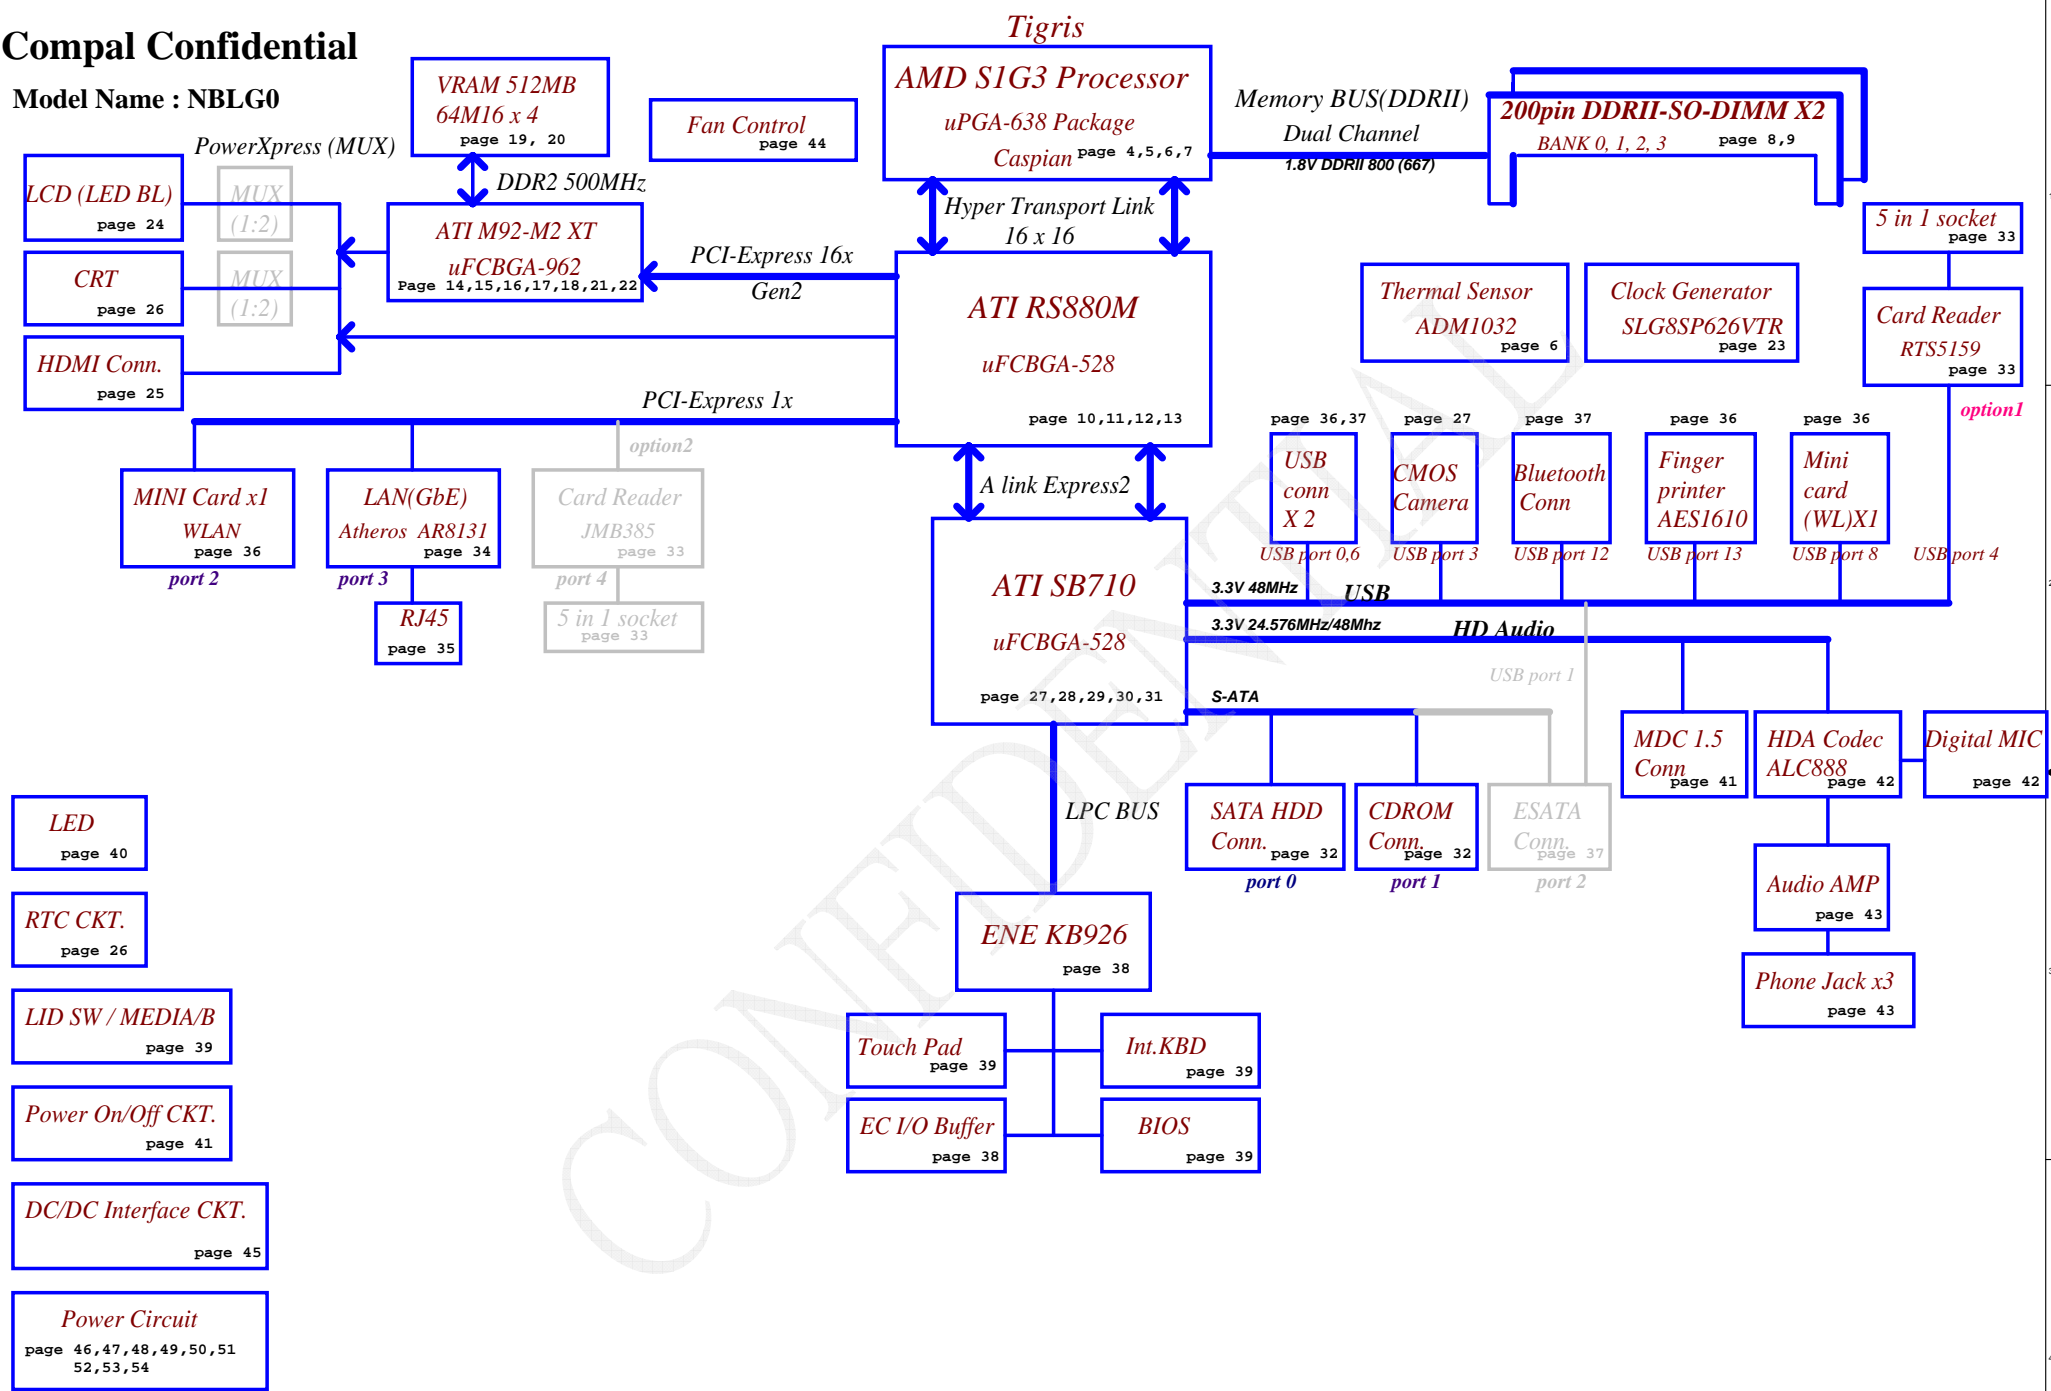 Compal Confidential
Model Name : NBLG0
Tigris
AMD S1G3 Processor
uPGA-638 Package
Caspian page 4,5,6,7
VRAM 512MB
64M16 x 4
page 19, 20
Fan Control
page 44
Memory BUS(DDRII)
Dual Channel
1.8V DDRII 800 (667)
200pin DDRII-SO-DIMM X2
BANK 0, 1, 2, 3 page 8,9
PowerXpress (MUX)
DDR2 500MHz
LCD (LED BL)
page 24
MUX
(1:2)
ATI M92-M2 XT
uFCBGA-962
Page 14,15,16,17,18,21,22
Hyper Transport Link
16 x 16
PCI-Express 16x
Gen2
5 in 1 socket
page 33
CRT
page 26
MUX
(1:2)
ATI RS880M
uFCBGA-528
page 10,11,12,13
Thermal Sensor
ADM1032
page 6
Clock Generator
SLG8SP626VTR
page 23
Card Reader
RTS5159
page 33
option1
HDMI Conn.
page 25
PCI-Express 1x
option2
MINI Card x1
WLAN
page 36
port 2
LAN(GbE)
Atheros AR8131
page 34
port 3
Card Reader
JMB385
page 33
port 4
RJ45
page 35
5 in 1 socket
page 33
A link Express2
page 36,37
USB
conn
X 2
USB port 0,6
page 27
CMOS
Camera
USB port 3
page 37
Bluetooth
Conn
USB port 12
page 36
Finger
printer
AES1610
USB port 13
page 36
Mini
card
(WL)X1
USB port 8
USB port 4
ATI SB710
uFCBGA-528
page 27,28,29,30,31
3.3V 48MHz
USB
3.3V 24.576MHz/48Mhz
HD Audio
USB port 1
S-ATA
MDC 1.5
Conn
page 41
HDA Codec
ALC888
page 42
Digital MIC
page 42
LPC BUS
SATA HDD
Conn.
page 32
port 0
CDROM
Conn.
page 32
port 1
ESATA
Conn.
page 37
port 2
Audio AMP
page 43
Phone Jack x3
page 43
ENE KB926
page 38
Touch Pad
page 39
Int.KBD
page 39
EC I/O Buffer
page 38
BIOS
page 39
LED
page 40
RTC CKT.
page 26
LID SW / MEDIA/B
page 39
Power On/Off CKT.
page 41
DC/DC Interface CKT.
page 45
Power Circuit
page 46,47,48,49,50,51
52,53,54
CONFIDENTIAL